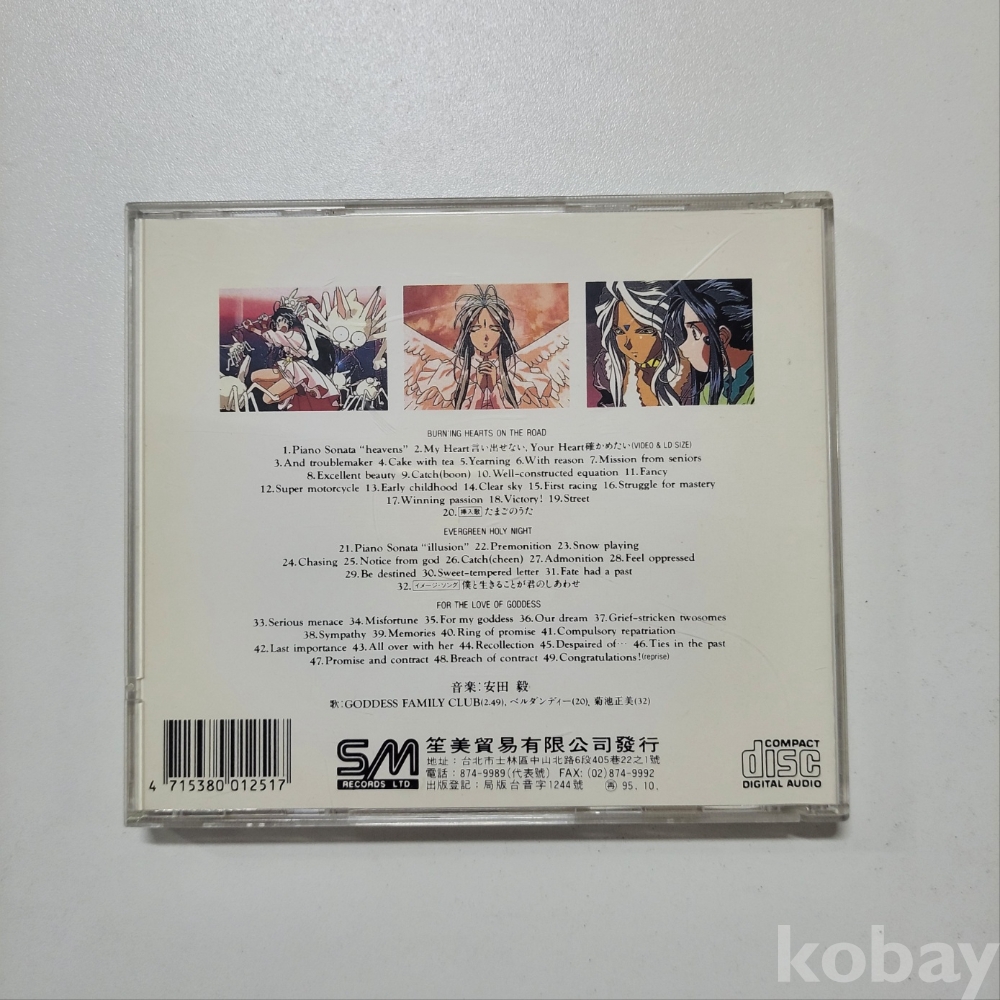 BURN'ING HEARTS ON THE ROAD
1.Piano Sonata "heavens" 2.My Heart言い出せない, Your Heart確かめたい(VIDEO & LD SIZE)
3.And troublemaker 4.Cake with tea 5.Yearning 6.With reason 7.Mission from seniors
8.Excellent beauty 9.Catch(boon) 10.Well-constructed equation 11.Fancy
12.Super motorcycle 13.Early childhood 14.Clear sky 15.First racing 16.Struggle for mastery
17.Winning passion 18.Victory! 19.Street
20.挿入歌 たまごのうた
EVERGREEN HOLY NIGHT
21.Piano Sonata "illusion" 22.Premonition 23.Snow playing
24.Chasing 25.Notice from god 26.Catch(cheen) 27.Admonition 28.Feel oppressed
29.Be destined 30.Sweet-tempered letter 31.Fate had a past
32.イメージ・ソング 僕と生きることが君のしあわせ
FOR THE LOVE OF GODDESS
33.Serious menace 34.Misfortune 35.For my goddess 36.Our dream 37.Grief-stricken twosomes
38.Sympathy 39.Memories 40.Ring of promise 41.Compulsory repatriation
42.Last importance 43.All over with her 44.Recollection 45.Despaired of… 46.Ties in the past
47.Promise and contract 48.Breach of contract 49.Congratulations!(reprise)
音楽:安田 毅
歌:GODDESS FAMILY CLUB(2.49), ベルダンディー(20), 菊池正美(32)
4 715380 012517
SM RECORDS LTD
笙美貿易有限公司發行
地址：台北市士林區中山北路6段405巷22之1號
電話：874-9989(代表號) FAX:(02)874-9992
出版登記：局版台音字1244號 ㊢再 95.10.
COMPACT disc DIGITAL AUDIO
kobay